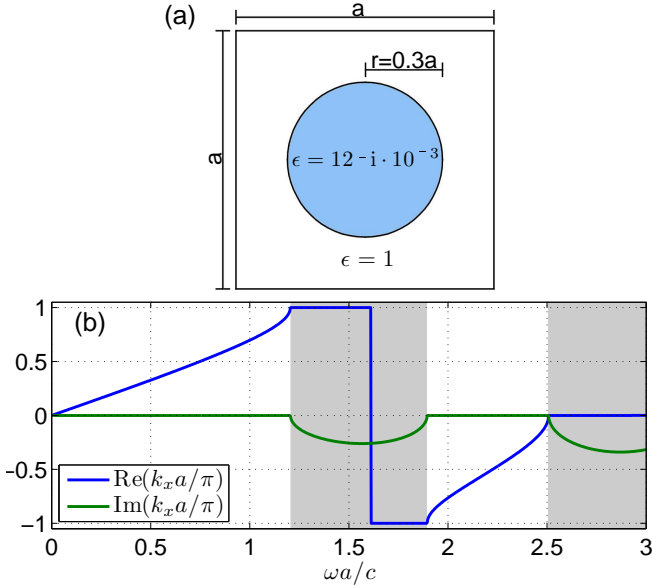 (a)
a
r=0.3a
a
ϵ = 12 - i · 10⁻³
ϵ = 1
(b)
1
0.5
0
−0.5
−1
Re(kₓa/π)
Im(kₓa/π)
0 0.5 1 1.5 2 2.5 3
ωa/c